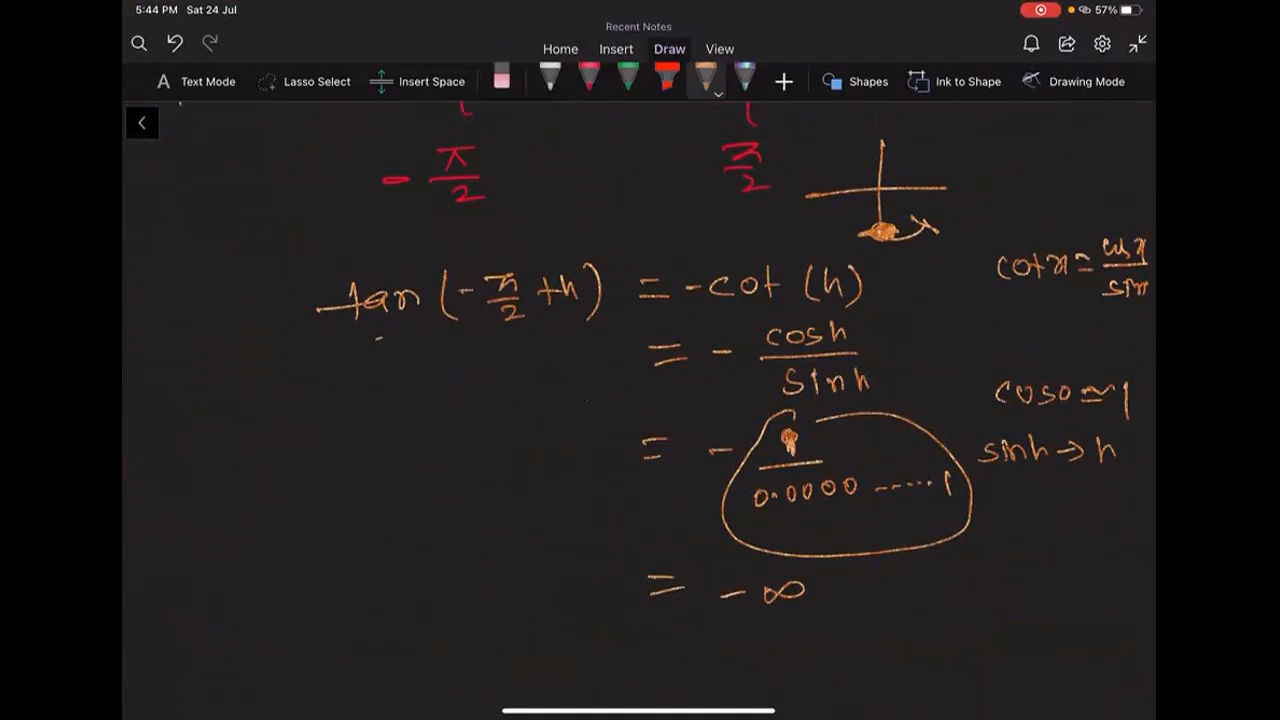 5:44 PM Sat 24 Jul 57%
Recent Notes
Home Insert Draw View
Text Mode Lasso Select Insert Space Shapes Ink to Shape Drawing Mode
- π/2 π/2
tan (- π/2 + h) = - cot (h)
cot x = cos x / sin x
= - cosh / sinh
cos 0 ≃ 1
= - 1 / 0.0000 ----- 1
sinh → h
= - ∞